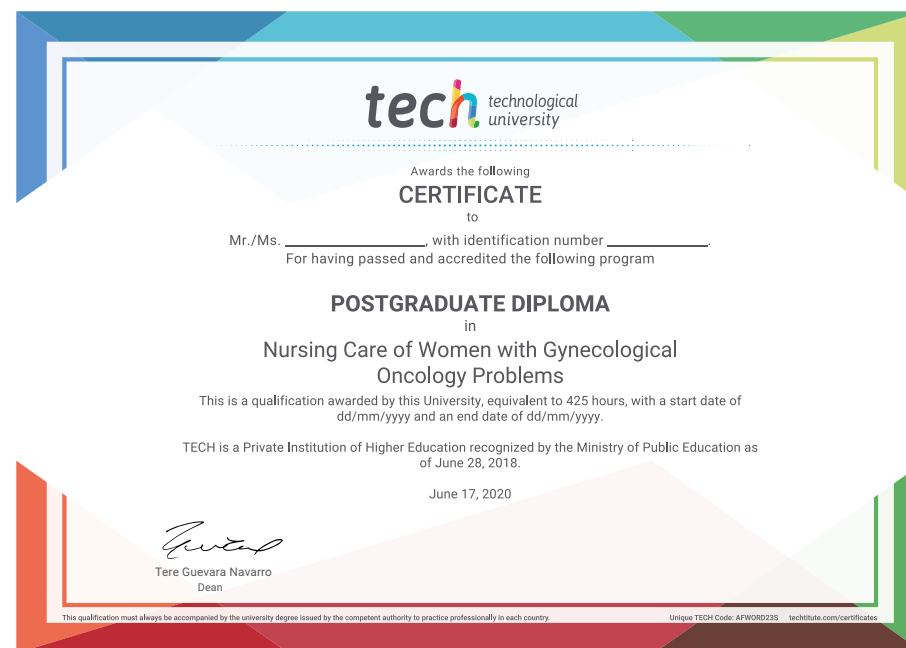 tech technological
university
Awards the following
CERTIFICATE
to
Mr./Ms. ____________________, with identification number ______________.
For having passed and accredited the following program
POSTGRADUATE DIPLOMA
in
Nursing Care of Women with Gynecological
Oncology Problems
This is a qualification awarded by this University, equivalent to 425 hours, with a start date of
dd/mm/yyyy and an end date of dd/mm/yyyy.
TECH is a Private Institution of Higher Education recognized by the Ministry of Public Education as
of June 28, 2018.
June 17, 2020
Tere Guevara Navarro
Dean
This qualification must always be accompanied by the university degree issued by the competent authority to practice professionally in each country. Unique TECH Code: AFWORD23S techtitute.com/certificates